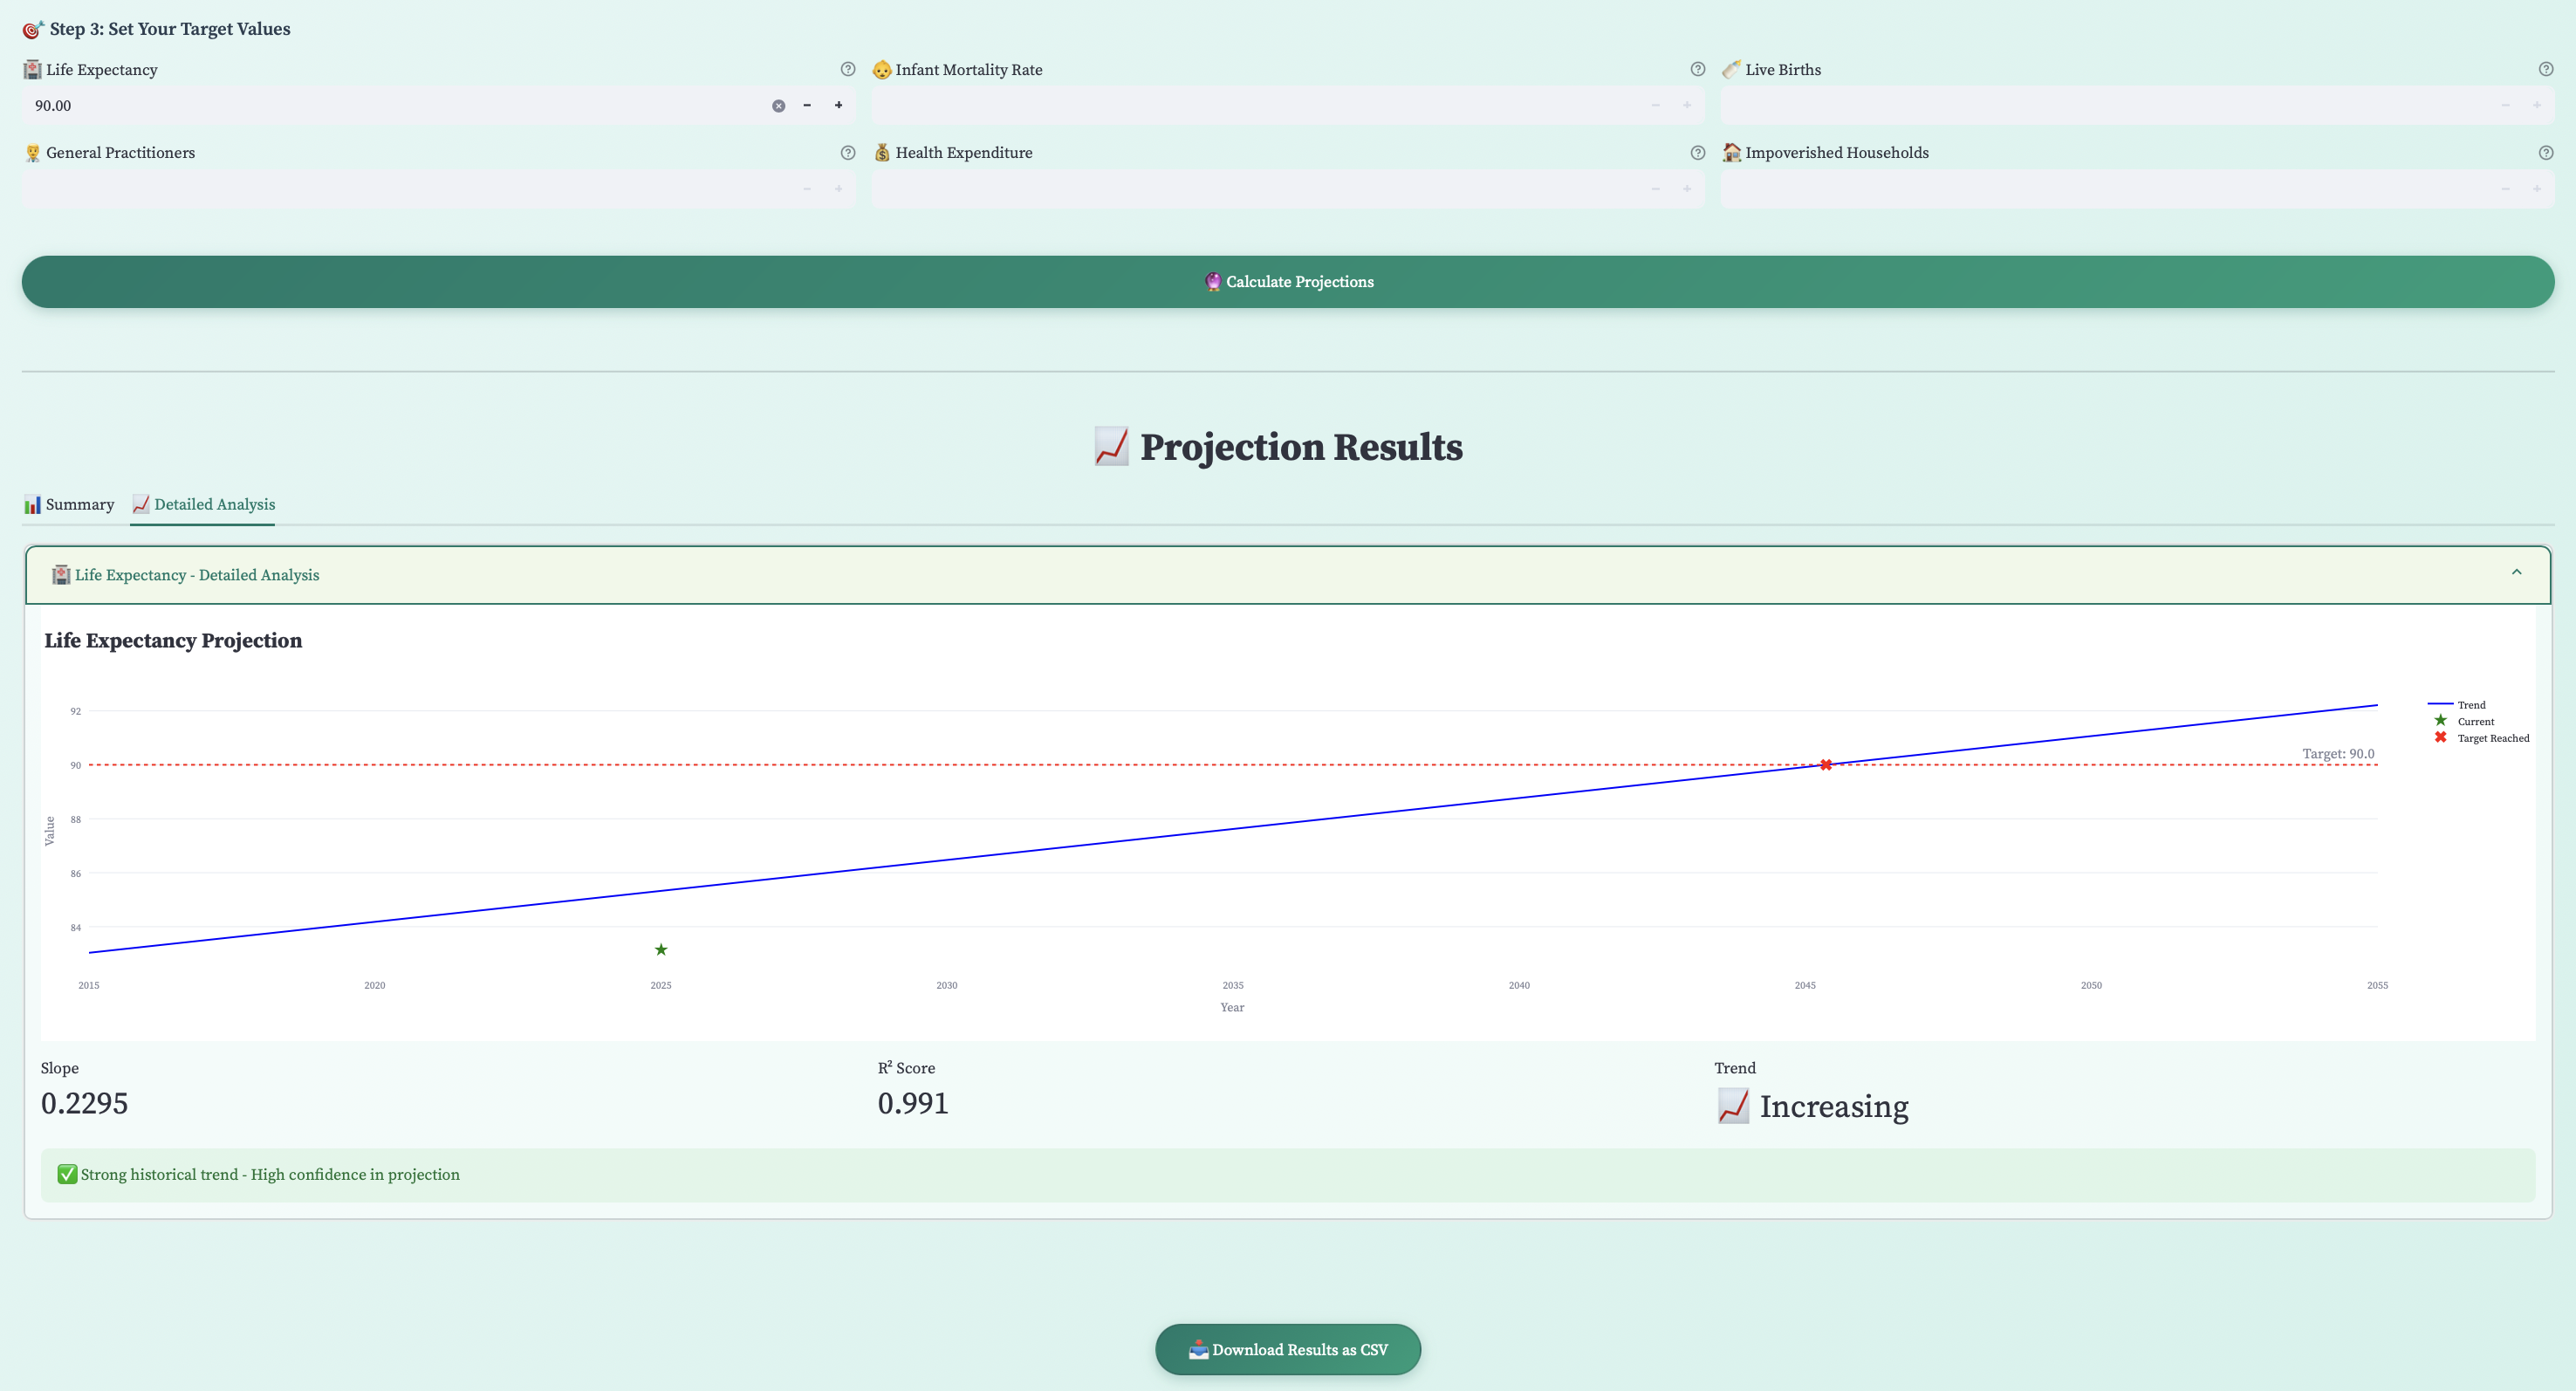 🎯 Step 3: Set Your Target Values
🏥 Life Expectancy
👶 Infant Mortality Rate
🍼 Live Births
90.00
👨‍⚕️ General Practitioners
💰 Health Expenditure
🏠 Impoverished Households
🔮 Calculate Projections
📈 Projection Results
📊 Summary
📈 Detailed Analysis
🏥 Life Expectancy - Detailed Analysis
Life Expectancy Projection
92
90
88
86
84
Value
Trend
Current
Target Reached
Target: 90.0
2015
2020
2025
2030
2035
2040
2045
2050
2055
Year
Slope
R² Score
Trend
0.2295
0.991
📈 Increasing
✅ Strong historical trend - High confidence in projection
📥 Download Results as CSV